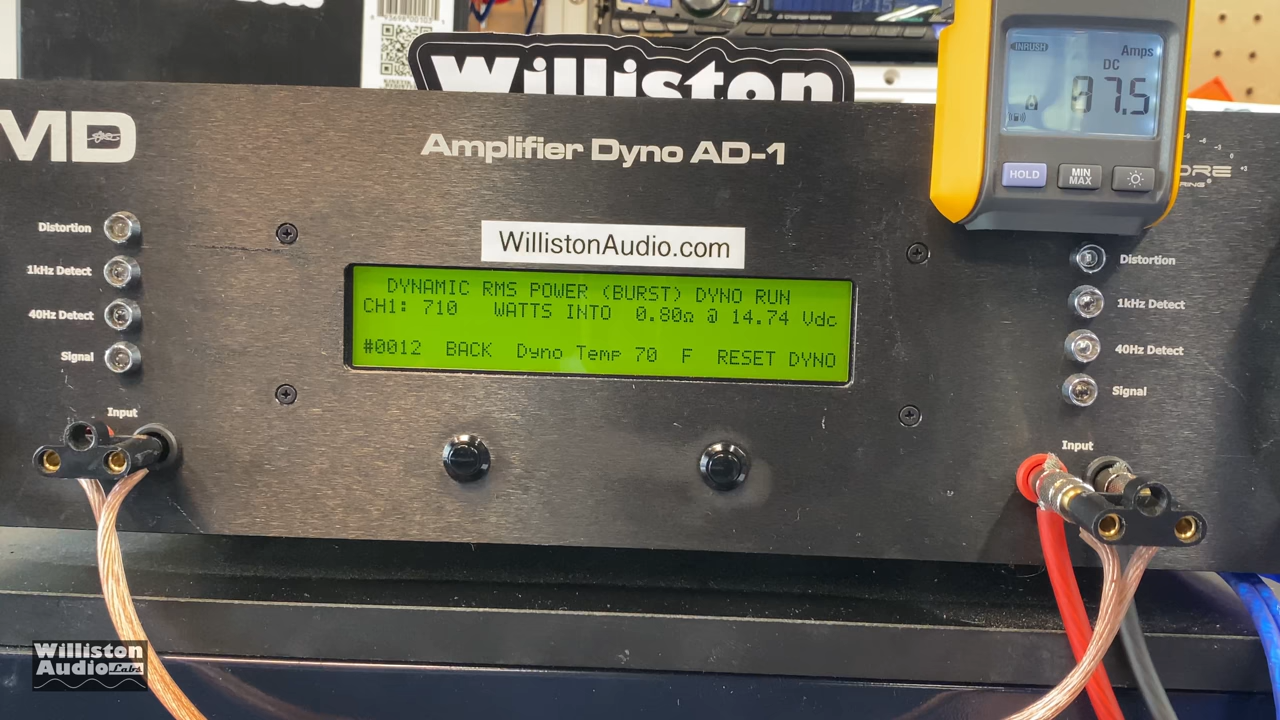 Williston
INRUSH
Amps
DC
87.5
HOLD
MIN
MAX
MD
Amplifier Dyno AD-1
WillistonAudio.com
Distortion
1kHz Detect
40Hz Detect
Signal
Input
DYNAMIC RMS POWER (BURST) DYNO RUN
CH1: 710 WATTS INTO 0.80Ω @ 14.74 Vdc
#0012 BACK Dyno Temp 70 F RESET DYNO
Distortion
1kHz Detect
40Hz Detect
Signal
Input
Williston
Audio Labs